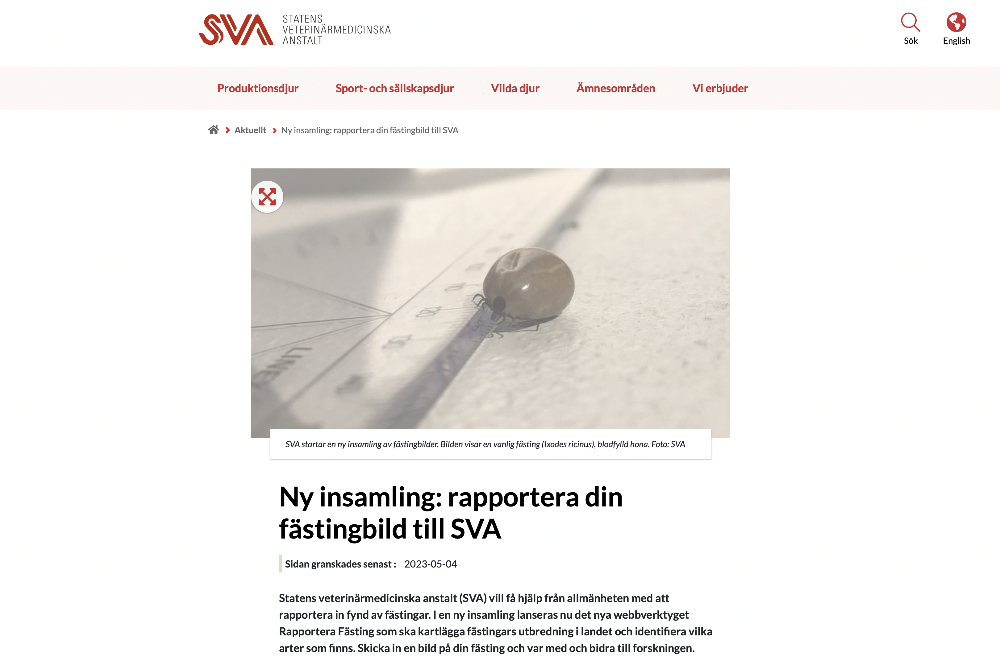 SVA
STATENS
VETERINÄRMEDICINSKA
ANSTALT
Sök
English
Produktionsdjur
Sport- och sällskapsdjur
Vilda djur
Ämnesområden
Vi erbjuder
Aktuellt
Ny insamling: rapportera din fästingbild till SVA
SVA startar en ny insamling av fästingbilder. Bilden visar en vanlig fästing (Ixodes ricinus), blodfylld hona. Foto: SVA
Ny insamling: rapportera din
fästingbild till SVA
Sidan granskades senast : 2023-05-04
Statens veterinärmedicinska anstalt (SVA) vill få hjälp från allmänheten med att
rapportera in fynd av fästingar. I en ny insamling lanseras nu det nya webbverktyget
Rapportera Fästing som ska kartlägga fästingars utbredning i landet och identifiera vilka
arter som finns. Skicka in en bild på din fästing och var med och bidra till forskningen.